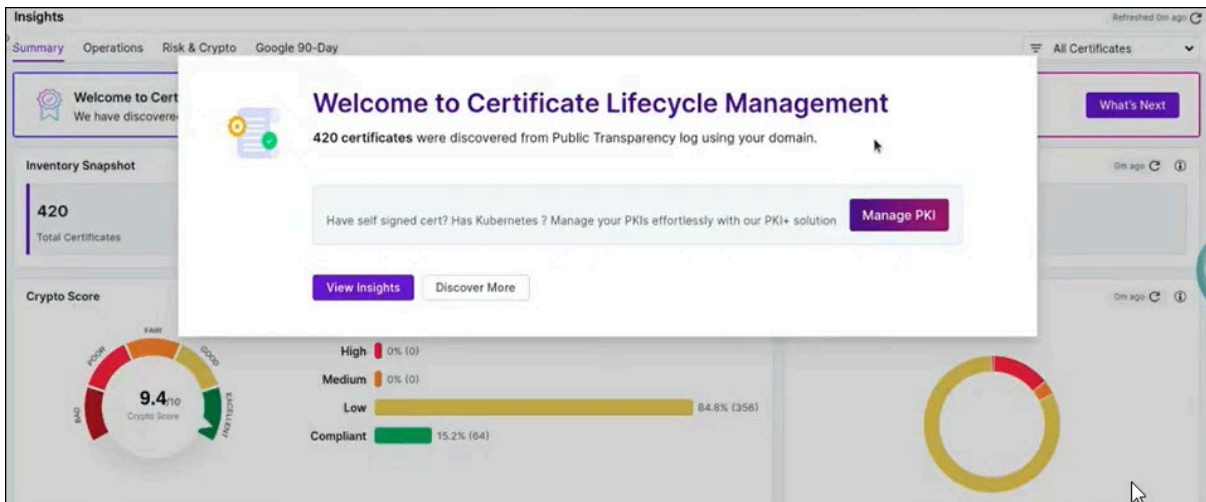 Insights
Refreshed 0m ago
Summary Operations Risk & Crypto Google 90-Day
All Certificates
Welcome to Cert
We have discovere
What's Next
Welcome to Certificate Lifecycle Management
420 certificates were discovered from Public Transparency log using your domain.
Have self signed cert? Has Kubernetes ? Manage your PKIs effortlessly with our PKI+ solution
Manage PKI
View Insights
Discover More
Inventory Snapshot
0m ago
420
Total Certificates
Crypto Score
0m ago
BAD
POOR
FAIR
GOOD
EXCELLENT
9.4/10
Crypto Score
High 0% (0)
Medium 0% (0)
Low 84.8% (356)
Compliant 15.2% (64)